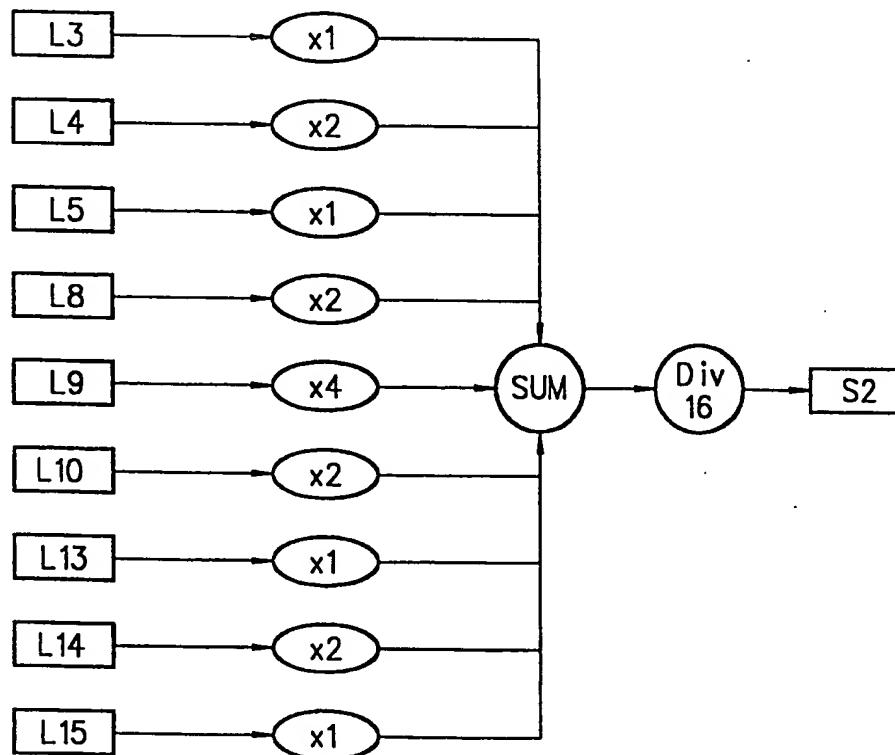 L3 x1
L4 x2
L5 x1
L8 x2
L9 x4 SUM Div 16 S2
L10 x2
L13 x1
L14 x2
L15 x1